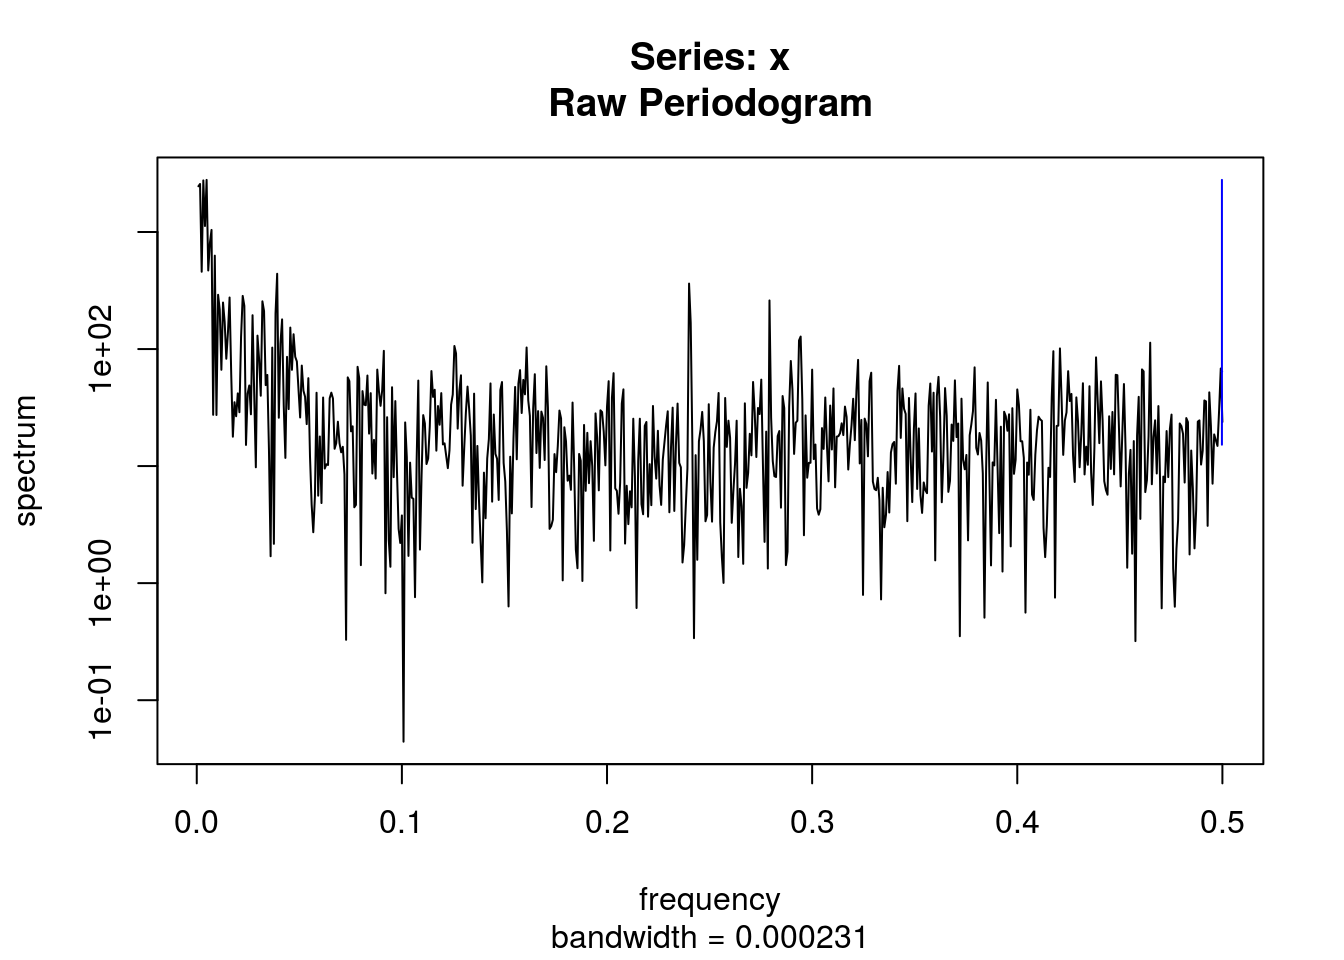 Series: x
Raw Periodogram
spectrum
1e+02
1e+00
1e-01
0.0 0.1 0.2 0.3 0.4 0.5
frequency
bandwidth = 0.000231